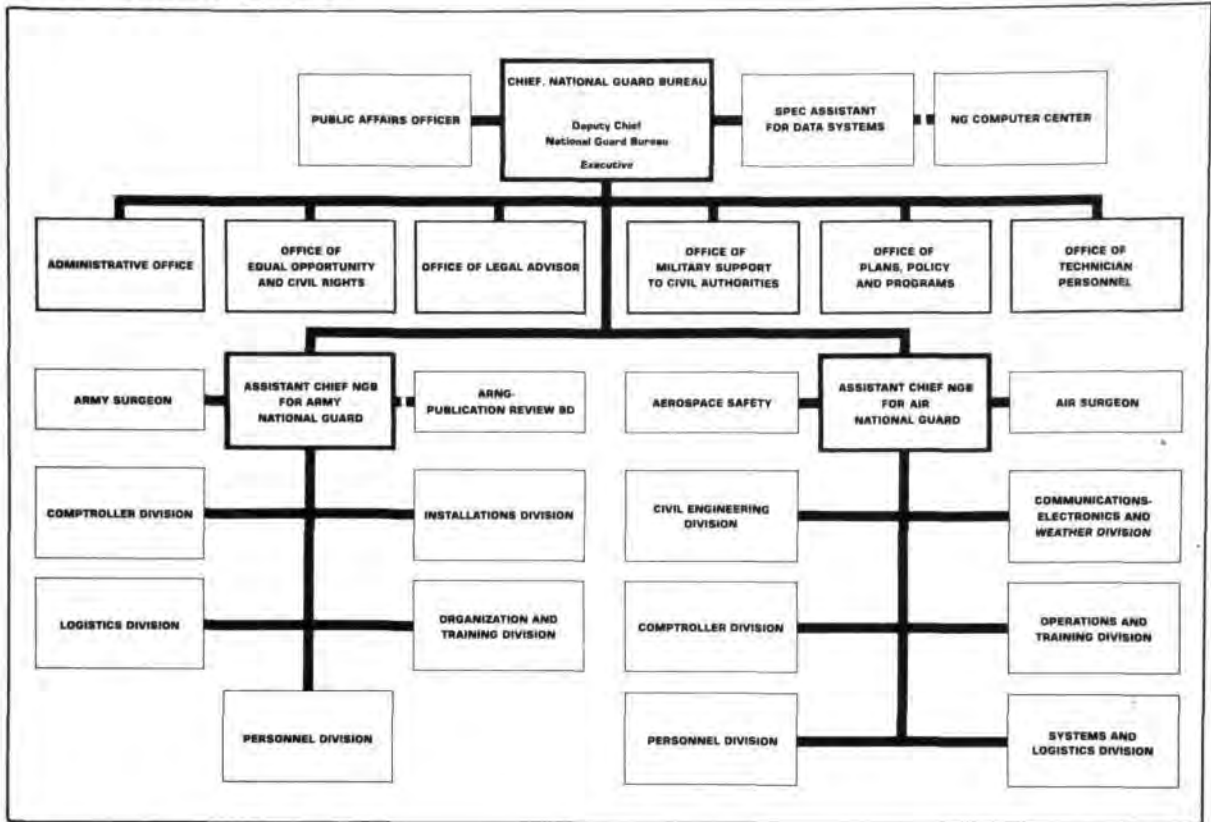 CHIEF, NATIONAL GUARD BUREAU
Deputy Chief
National Guard Bureau
Executive
PUBLIC AFFAIRS OFFICER
SPEC ASSISTANT
FOR DATA SYSTEMS
NG COMPUTER CENTER
ADMINISTRATIVE OFFICE
OFFICE OF
EQUAL OPPORTUNITY
AND CIVIL RIGHTS
OFFICE OF LEGAL ADVISOR
OFFICE OF
MILITARY SUPPORT
TO CIVIL AUTHORITIES
OFFICE OF
PLANS, POLICY
AND PROGRAMS
OFFICE OF
TECHNICIAN
PERSONNEL
ARMY SURGEON
ASSISTANT CHIEF NGB
FOR ARMY
NATIONAL GUARD
ARNG-
PUBLICATION REVIEW BD
AEROSPACE SAFETY
ASSISTANT CHIEF NGB
FOR AIR
NATIONAL GUARD
AIR SURGEON
COMPTROLLER DIVISION
INSTALLATIONS DIVISION
CIVIL ENGINEERING
DIVISION
COMMUNICATIONS-
ELECTRONICS AND
WEATHER DIVISION
LOGISTICS DIVISION
ORGANIZATION AND
TRAINING DIVISION
COMPTROLLER DIVISION
OPERATIONS AND
TRAINING DIVISION
PERSONNEL DIVISION
PERSONNEL DIVISION
SYSTEMS AND
LOGISTICS DIVISION